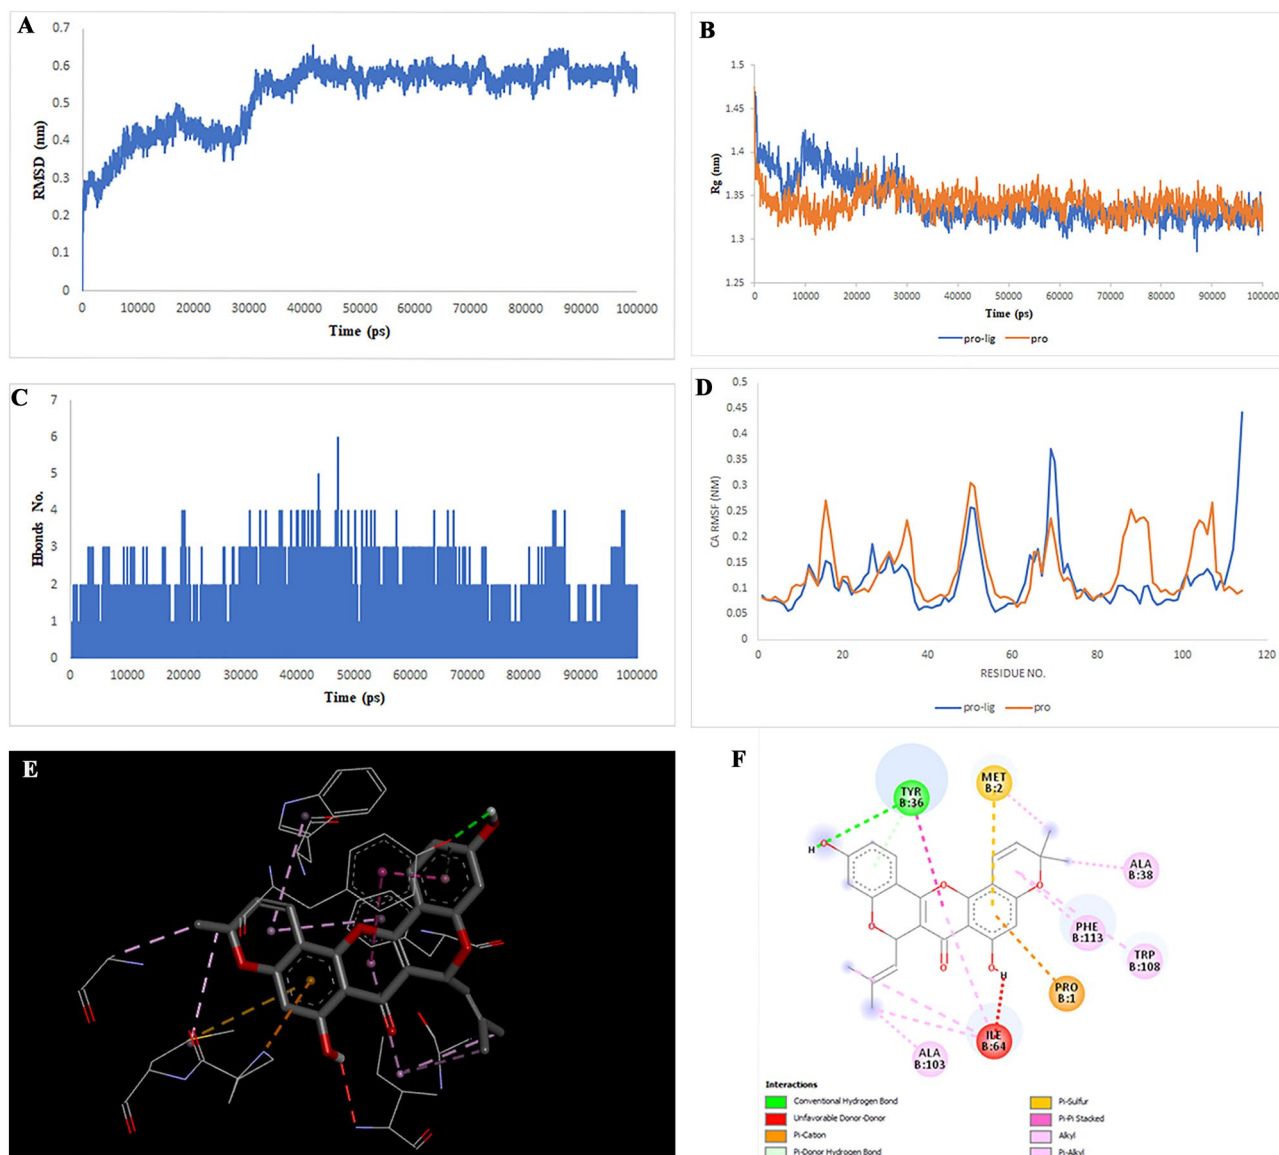 A
RMSD (nm)
0.7
0.6
0.5
0.4
0.3
0.2
0.1
0
0 10000 20000 30000 40000 50000 60000 70000 80000 90000 100000
Time (ps)
B
Rg (nm)
1.5
1.45
1.4
1.35
1.3
1.25
0 10000 20000 30000 40000 50000 60000 70000 80000 90000 100000
Time (ps)
pro-lig pro
C
Hbonds No.
7
6
5
4
3
2
1
0
0 10000 20000 30000 40000 50000 60000 70000 80000 90000 100000
Time (ps)
D
CA RMSF (NM)
0.5
0.45
0.4
0.35
0.3
0.25
0.2
0.15
0.1
0.05
0
0 20 40 60 80 100 120
RESIDUE NO.
pro-lig pro
E
F
TYR
B:36
MET
B:2
ALA
B:38
PHE
B:113
TRP
B:108
PRO
B:1
ILE
B:64
ALA
B:103
H
O
O
O
O
O
O
H
Interactions
Conventional Hydrogen Bond
Unfavorable Donor-Donor
Pi-Cation
Pi-Donor Hydrogen Bond
Pi-Sulfur
Pi-Pi Stacked
Alkyl
Pi-Alkyl